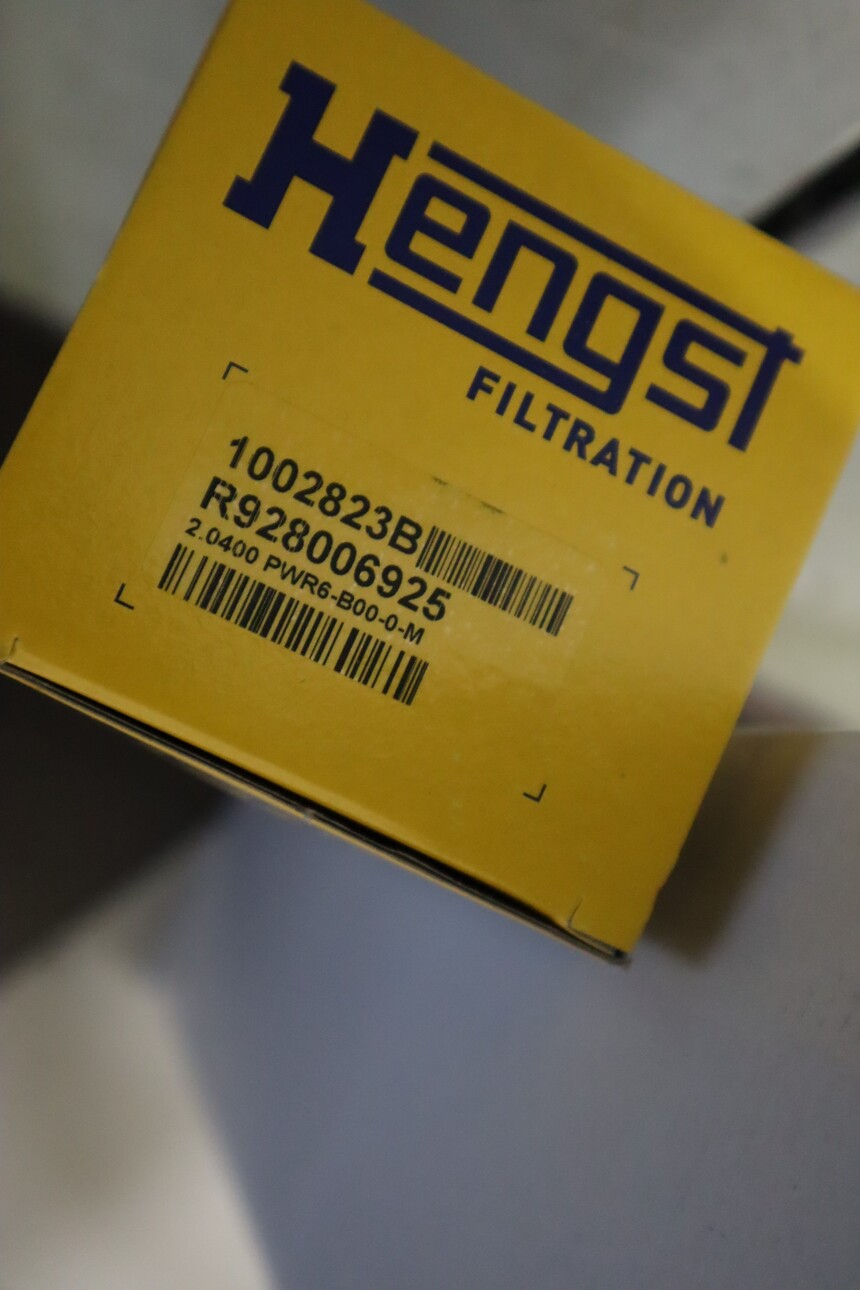 Hengst
FILTRATION
1002823B
R928006925
2.0400 PWR6-B00-0-M